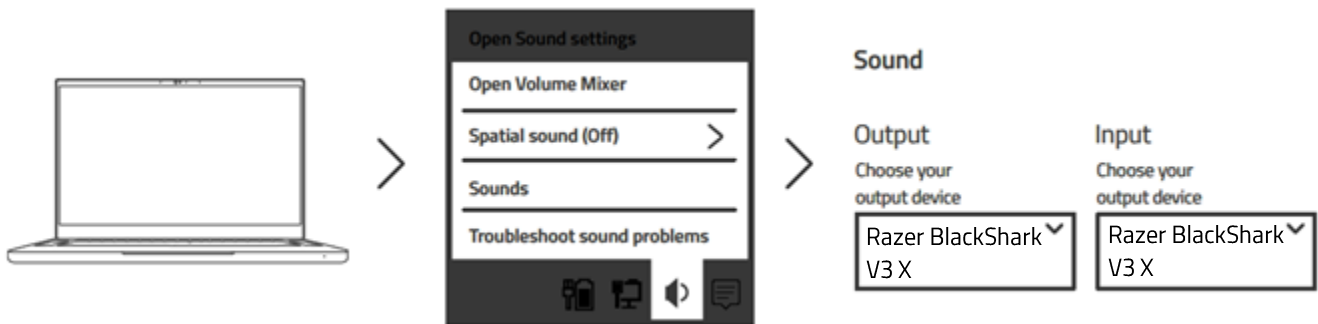 Open Sound settings
Open Volume Mixer
Spatial sound (Off)
Sounds
Troubleshoot sound problems
Sound
Output
Choose your
output device
Razer BlackShark
V3 X
Input
Choose your
output device
Razer BlackShark
V3 X